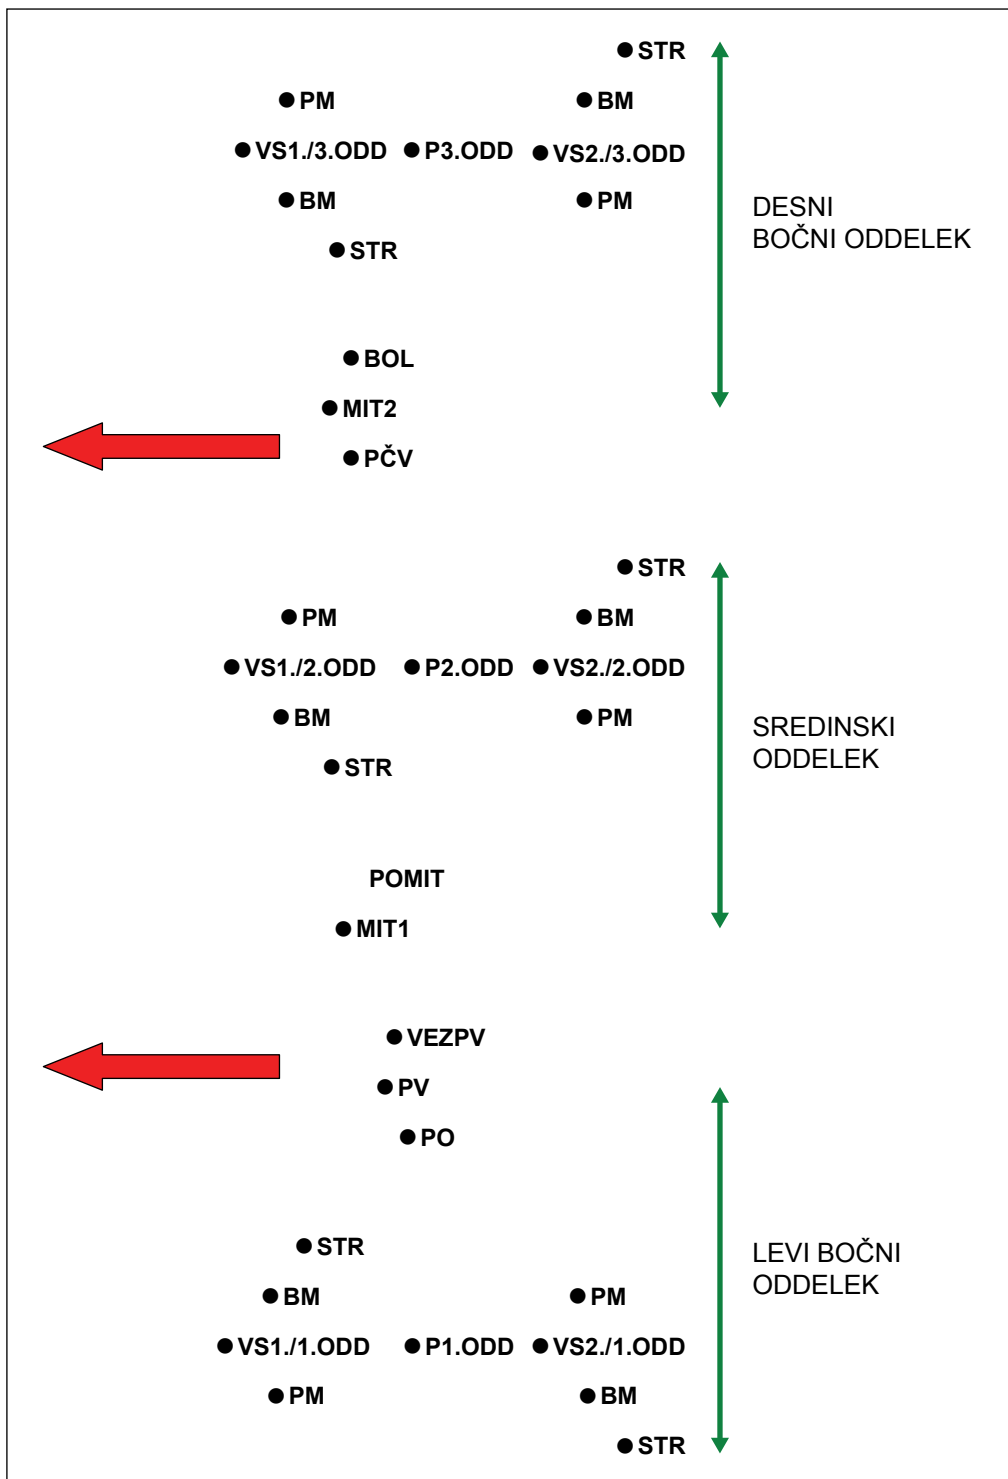 ● STR
● PM ● BM
● VS1./3.ODD ● P3.ODD ● VS2./3.ODD
● BM ● PM
● STR
DESNI
BOČNI ODDELEK
● BOL
● MIT2
● PČV
● STR
● PM ● BM
● VS1./2.ODD ● P2.ODD ● VS2./2.ODD
● BM ● PM
● STR
SREDINSKI
ODDELEK
POMIT
● MIT1
● VEZPV
● PV
● PO
● STR
● BM ● PM
● VS1./1.ODD ● P1.ODD ● VS2./1.ODD
● PM ● BM
● STR
LEVI BOČNI
ODDELEK